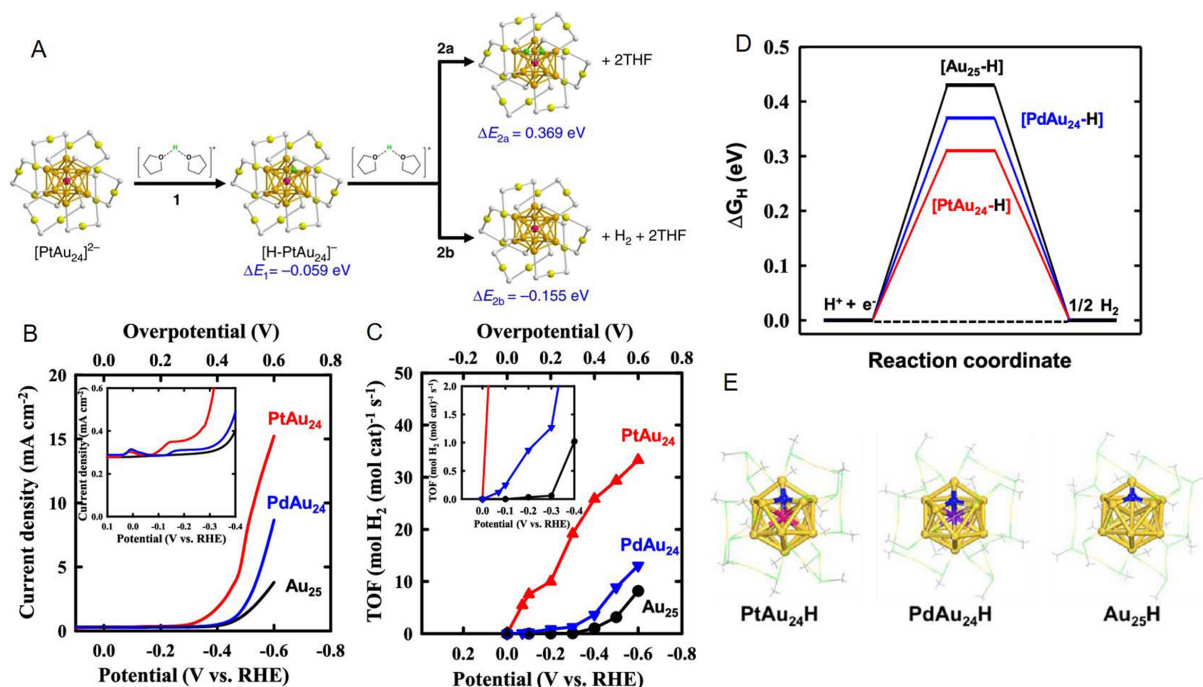 A
[PtAu24]2–
H
O
O
+
1
[H-PtAu24]–
ΔE1= –0.059 eV
H
O
O
+
2a
+ 2THF
ΔE2a = 0.369 eV
2b
+ H2 + 2THF
ΔE2b = –0.155 eV
B
Overpotential (V)
0.0 0.2 0.4 0.6 0.8
Current density (mA cm-2)
20
15
10
5
0
Current density (mA cm-2)
0.6
0.4
0.2
0.0
0.1 0.0 -0.1 -0.2 -0.3 -0.4
Potential (V vs. RHE)
PtAu24
PdAu24
Au25
0.0 -0.2 -0.4 -0.6 -0.8
Potential (V vs. RHE)
C
Overpotential (V)
-0.2 0.0 0.2 0.4 0.6 0.8
TOF (mol H2 (mol cat)-1 s-1)
50
40
30
20
10
0
TOF (mol H2 (mol cat)-1 s-1)
2.0
1.5
1.0
0.5
0.0
0.0 -0.1 -0.2 -0.3 -0.4
Potential (V vs. RHE)
PtAu24
PdAu24
Au25
0.2 0.0 -0.2 -0.4 -0.6 -0.8
Potential (V vs. RHE)
D
ΔGH (eV)
0.5
0.4
0.3
0.2
0.1
0.0
[Au25-H]
[PdAu24-H]
[PtAu24-H]
H+ + e-
1/2 H2
Reaction coordinate
E
PtAu24H
PdAu24H
Au25H